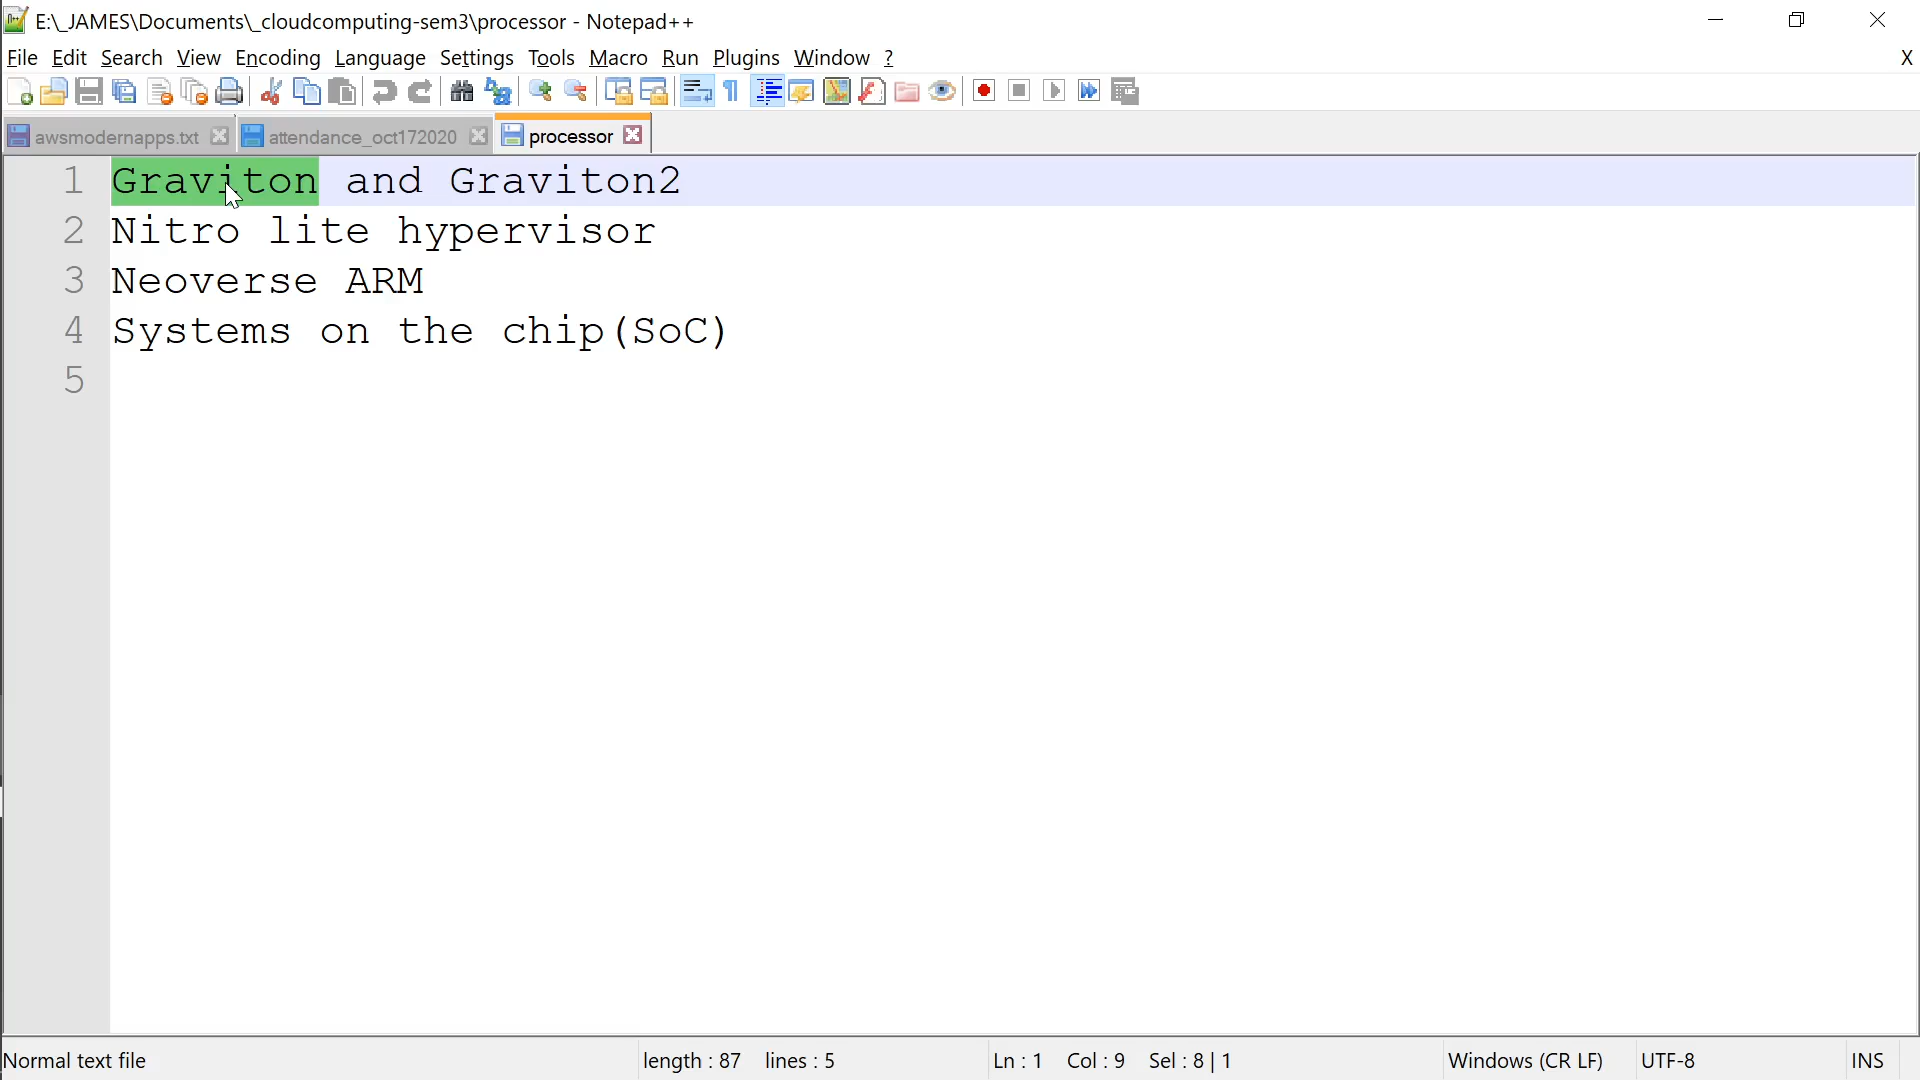 E:\_JAMES\Documents\_cloudcomputing-sem3\processor - Notepad++
File Edit Search View Encoding Language Settings Tools Macro Run Plugins Window ? X
awsmodernapps.txt attendance_oct172020 processor
1 Graviton and Graviton2
2 Nitro lite hypervisor
3 Neoverse ARM
4 Systems on the chip(SoC)
5
Normal text file length : 87 lines : 5 Ln : 1 Col : 9 Sel : 8 | 1 Windows (CR LF) UTF-8 INS